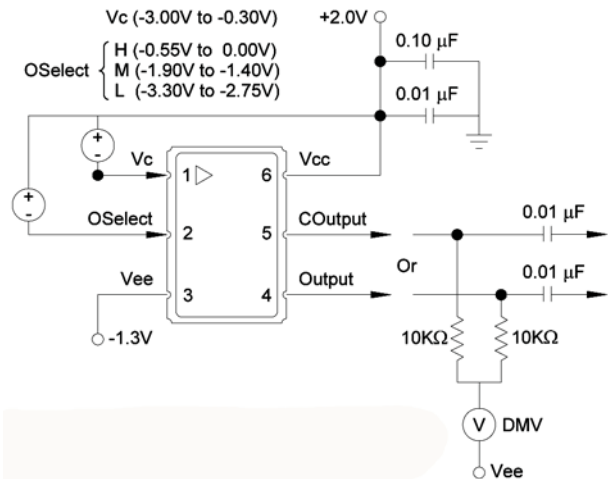 Vc (-3.00V to -0.30V)
+2.0V
H (-0.55V to 0.00V)
OSelect
M (-1.90V to -1.40V)
L (-3.30V to -2.75V)
0.10 µF
0.01 µF
+
-
Vc
1
6
Vcc
+
-
OSelect
2
5
COutput
0.01 µF
Or
Vee
3
4
Output
0.01 µF
-1.3V
10KΩ
10KΩ
V
DMV
Vee